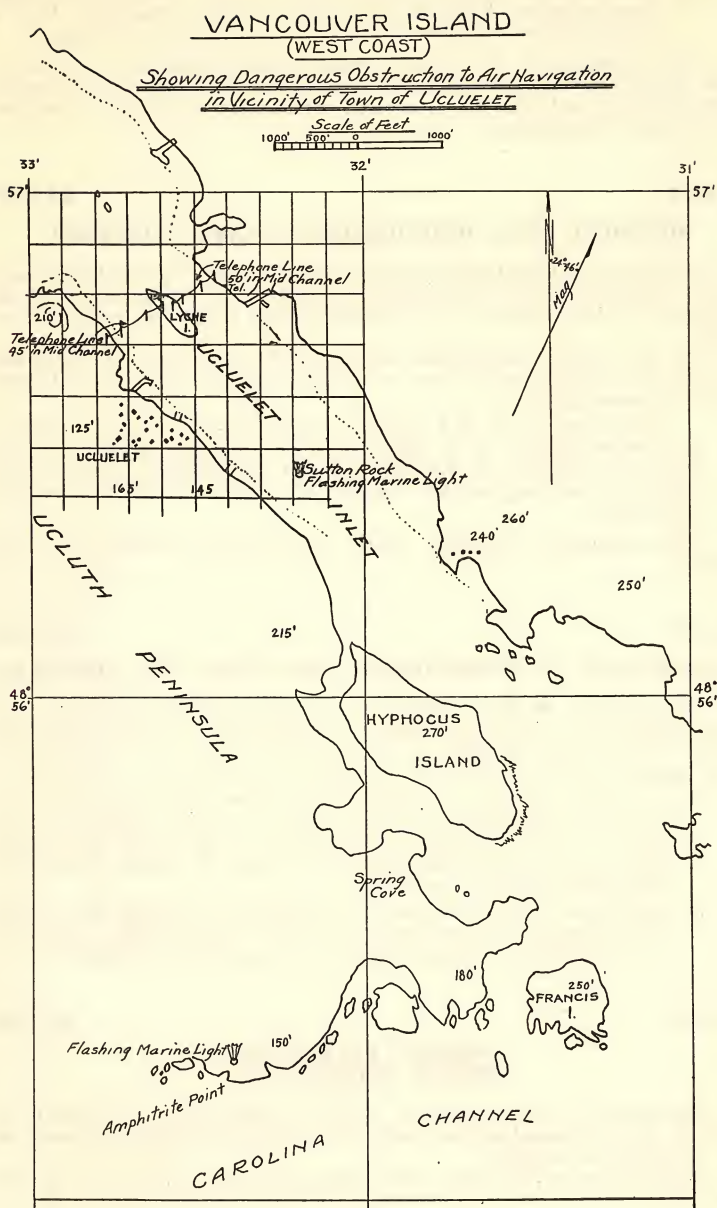 VANCOUVER ISLAND
(WEST COAST)
Showing Dangerous Obstruction to Air Navigation
in Vicinity of Town of UCLUELET
Scale of Feet
1000' 500' 0 1000'
33' 32' 31'
57' 57'
Mag
Telephone Line
50' in Mid Channel
Tel.
210'
LYCHE
I.
Telephone Line
45' in Mid Channel
UCLUELET
125'
UCLUELET
Sutton Rock
Flashing Marine Light
163' 145
INLET
UCLUTH
260'
240'
250'
215'
PENINSULA
48° 48°
56' 56'
HYPHOCUS
270'
ISLAND
Spring
Cove
180'
250'
FRANCIS
I.
150'
Flashing Marine Light
Amphitrite Point
CHANNEL
CAROLINA